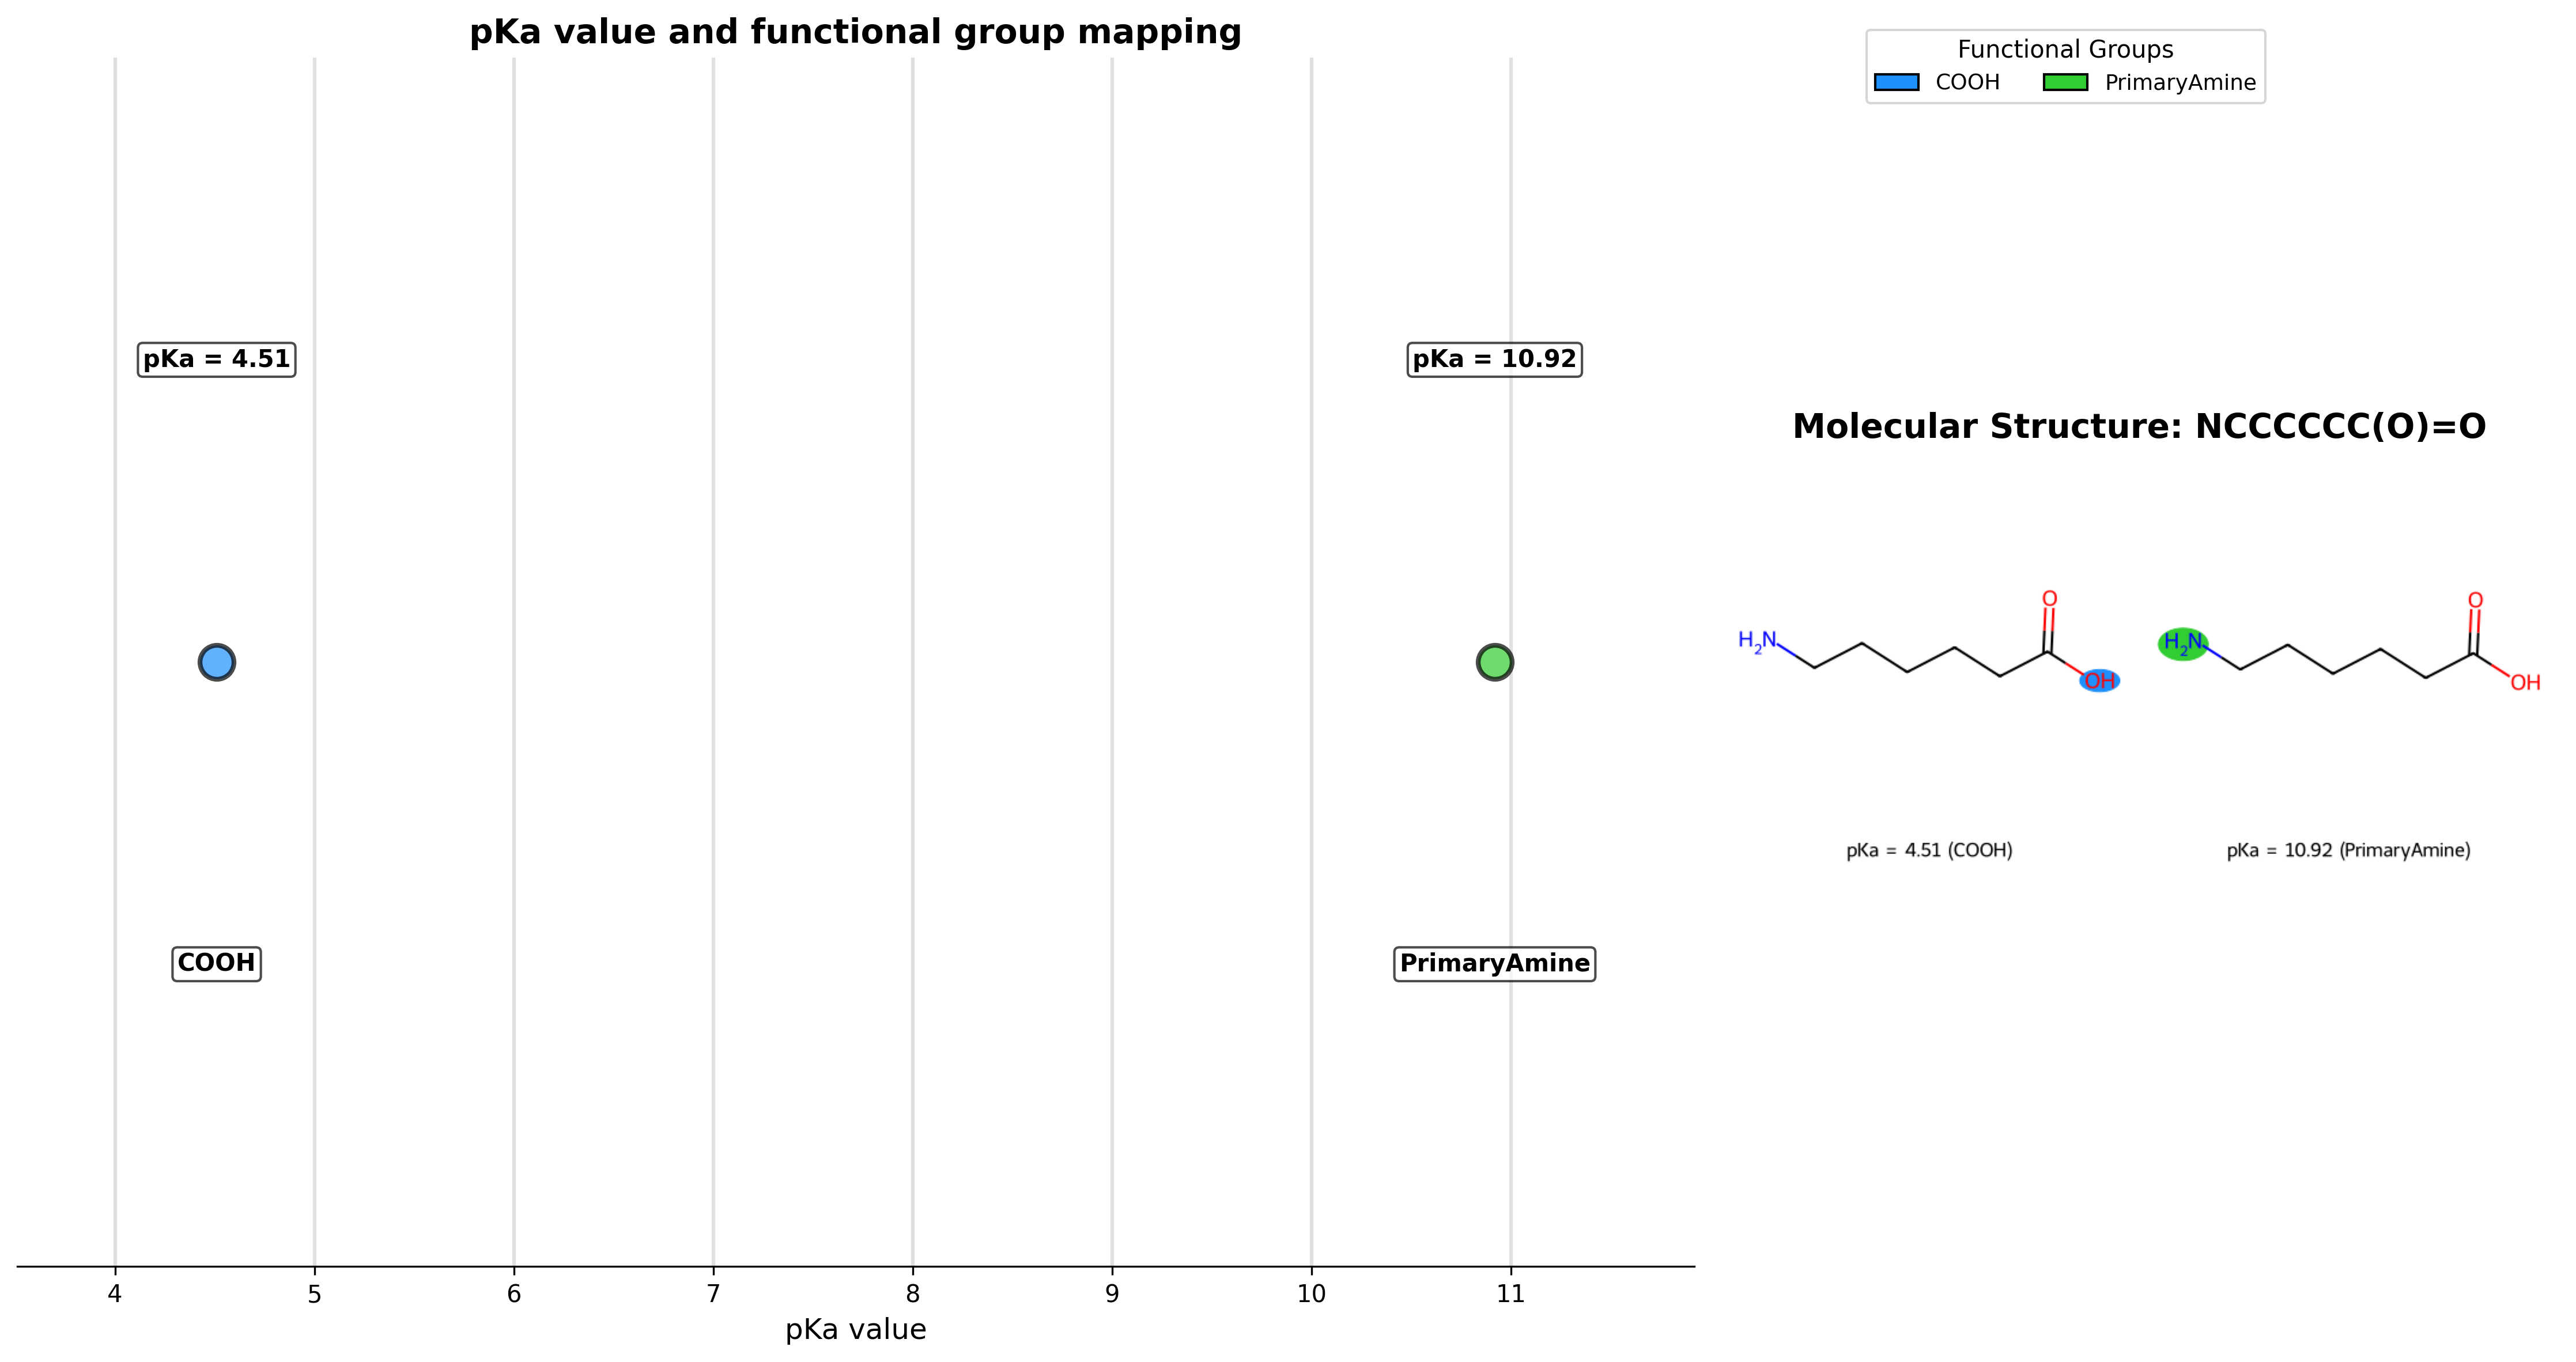 pKa value and functional group mapping
pKa = 4.51
pKa = 10.92
COOH
PrimaryAmine
4 5 6 7 8 9 10 11
pKa value
Functional Groups
COOH PrimaryAmine
Molecular Structure: NCCCCCC(O)=O
H2N O OH
H2N O OH
pKa = 4.51 (COOH)
pKa = 10.92 (PrimaryAmine)